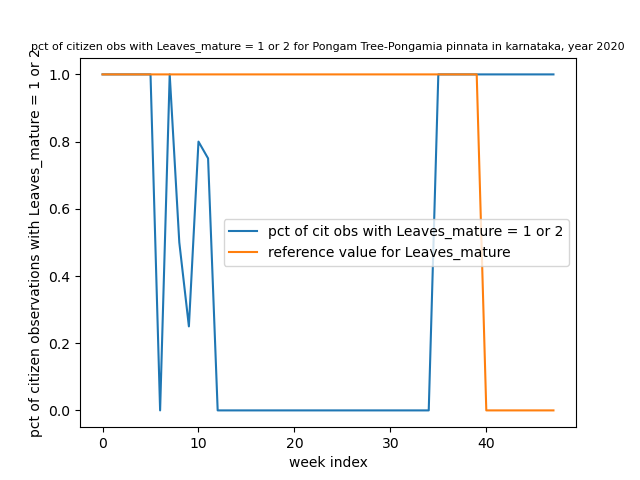 pct of citizen obs with Leaves_mature = 1 or 2 for Pongam Tree-Pongamia pinnata in karnataka, year 2020
pct of citizen observations with Leaves_mature = 1 or 2
1.0
0.8
0.6
0.4
0.2
0.0
pct of cit obs with Leaves_mature = 1 or 2
reference value for Leaves_mature
0 10 20 30 40
week index